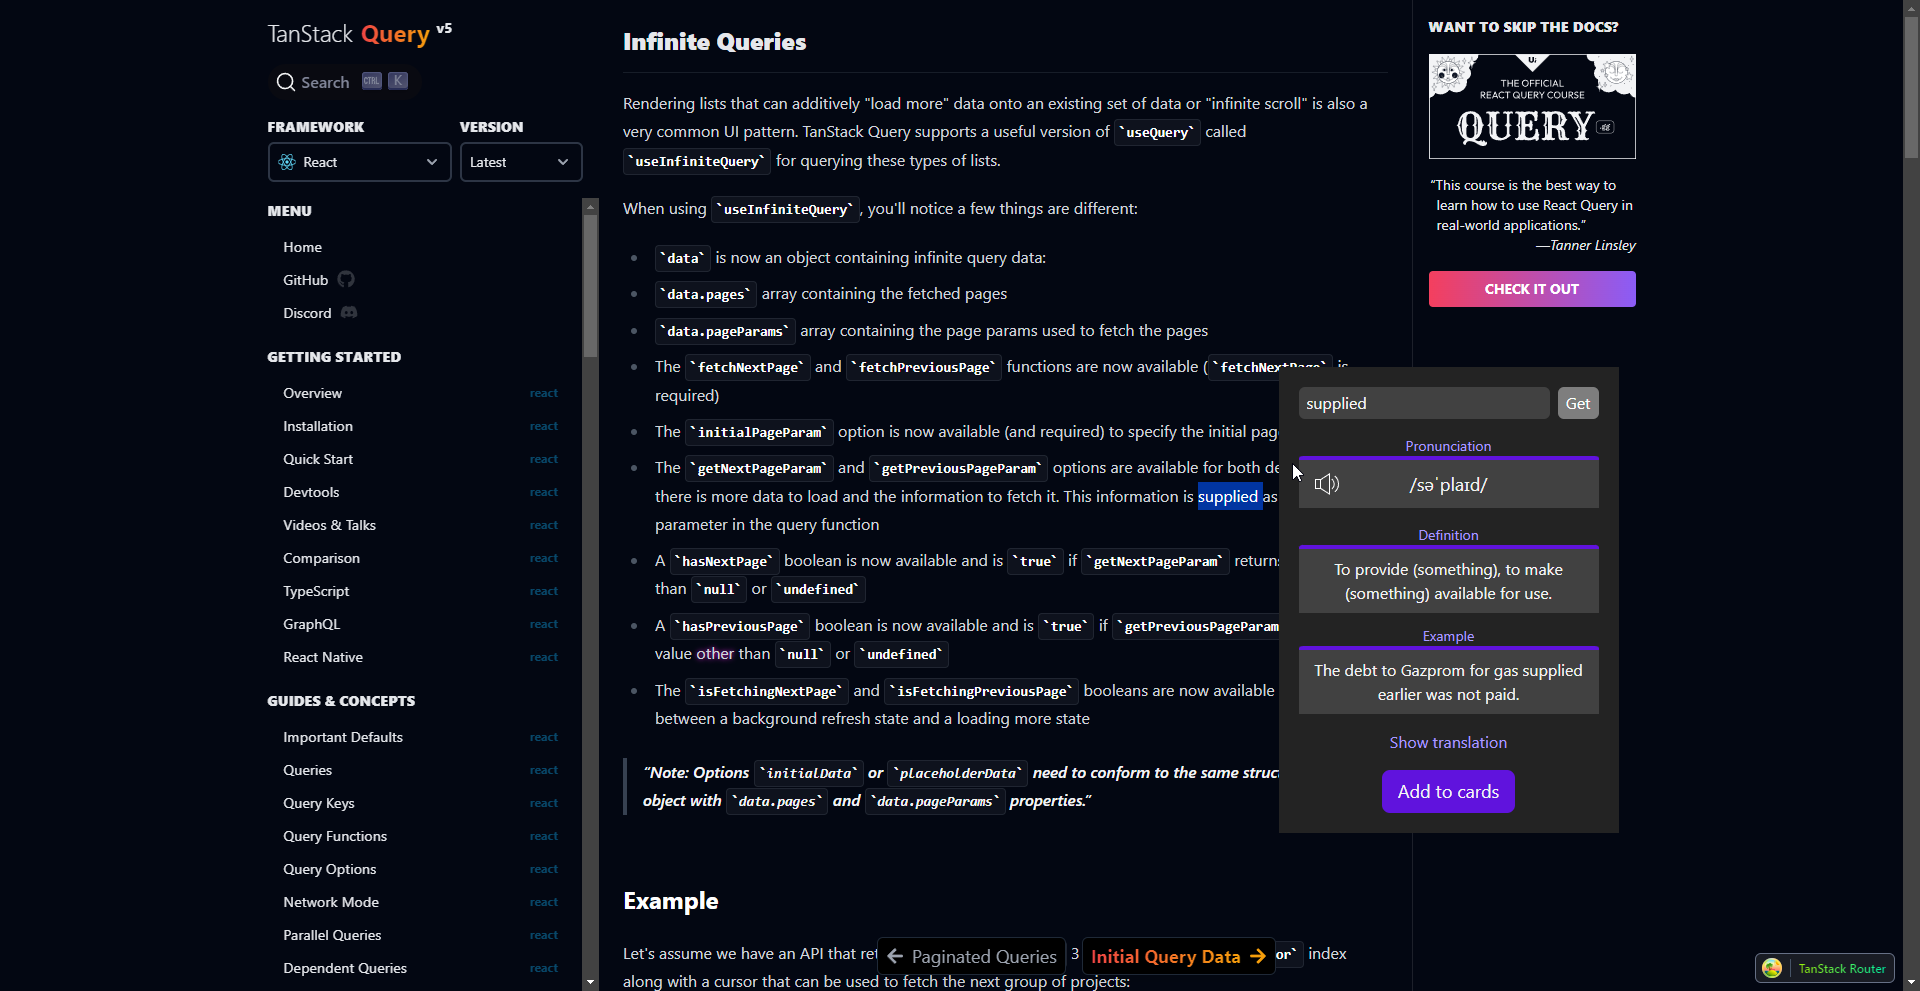 TanStack Query v5
Search CTRL K
FRAMEWORK
VERSION
React
Latest
MENU
Home
GitHub
Discord
GETTING STARTED
Overview react
Installation react
Quick Start react
Devtools react
Videos & Talks react
Comparison react
TypeScript react
GraphQL react
React Native react
GUIDES & CONCEPTS
Important Defaults react
Queries react
Query Keys react
Query Functions react
Query Options react
Network Mode react
Parallel Queries react
Dependent Queries react
Infinite Queries
Rendering lists that can additively "load more" data onto an existing set of data or "infinite scroll" is also a
very common UI pattern. TanStack Query supports a useful version of `useQuery` called
`useInfiniteQuery` for querying these types of lists.
When using `useInfiniteQuery`, you'll notice a few things are different:
`data` is now an object containing infinite query data:
`data.pages` array containing the fetched pages
`data.pageParams` array containing the page params used to fetch the pages
The `fetchNextPage` and `fetchPreviousPage` functions are now available (`fetchNextPage` is
required)
The `initialPageParam` option is now available (and required) to specify the initial pag
The `getNextPageParam` and `getPreviousPageParam` options are available for both de
there is more data to load and the information to fetch it. This information is supplied as
parameter in the query function
A `hasNextPage` boolean is now available and is `true` if `getNextPageParam` return
than `null` or `undefined`
A `hasPreviousPage` boolean is now available and is `true` if `getPreviousPageParam
value other than `null` or `undefined`
The `isFetchingNextPage` and `isFetchingPreviousPage` booleans are now available
between a background refresh state and a loading more state
“Note: Options `initialData` or `placeholderData` need to conform to the same struc
object with `data.pages` and `data.pageParams` properties.”
Example
Let's assume we have an API that ret 3 or` index
along with a cursor that can be used to fetch the next group of projects:
← Paginated Queries
Initial Query Data →
WANT TO SKIP THE DOCS?
Ui
THE OFFICIAL
REACT QUERY COURSE
QUERY
“This course is the best way to
learn how to use React Query in
real-world applications.”
—Tanner Linsley
CHECK IT OUT
supplied
Get
Pronunciation
/səˈplaɪd/
Definition
To provide (something), to make
(something) available for use.
Example
The debt to Gazprom for gas supplied
earlier was not paid.
Show translation
Add to cards
TanStack Router